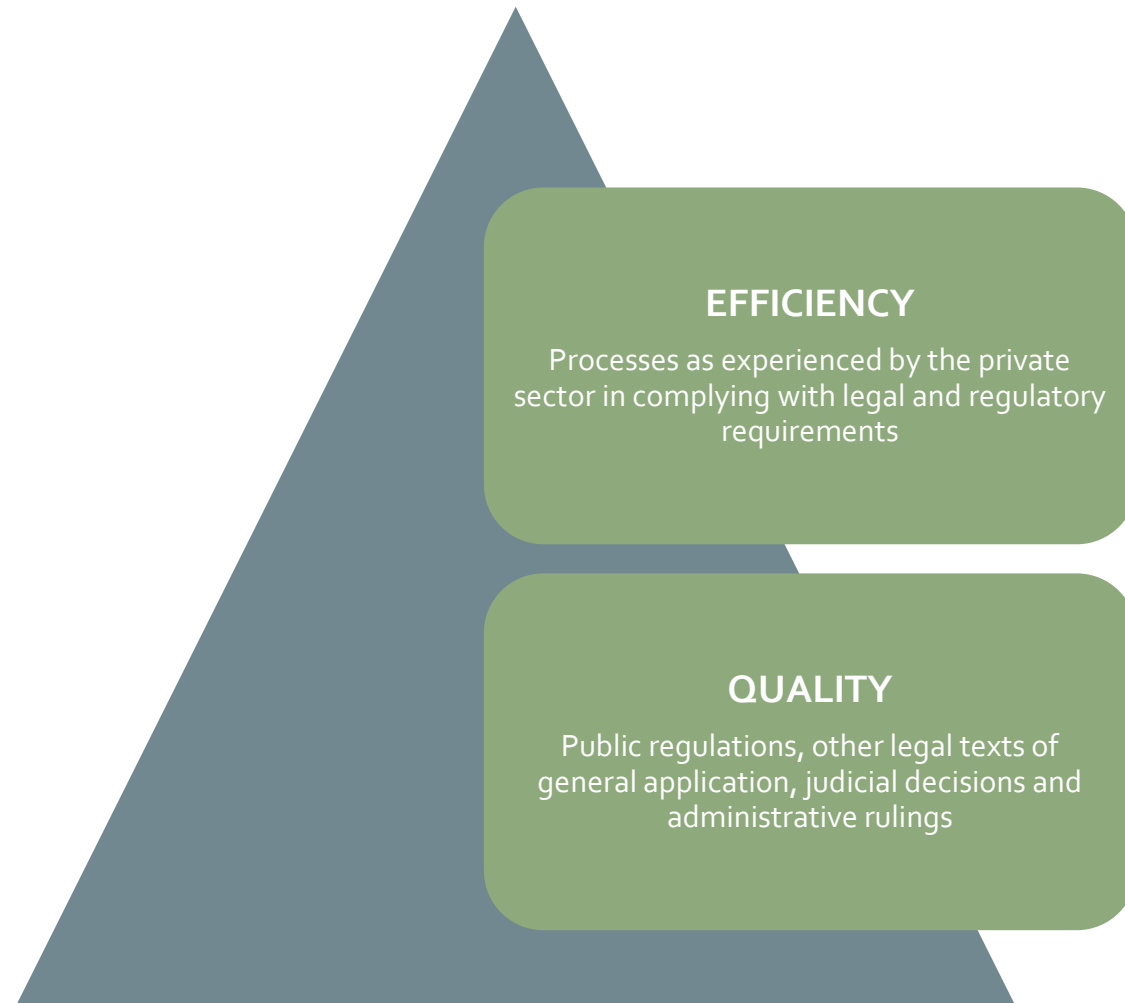 EFFICIENCY
Processes as experienced by the private
sector in complying with legal and regulatory
requirements
QUALITY
Public regulations, other legal texts of
general application, judicial decisions and
administrative rulings